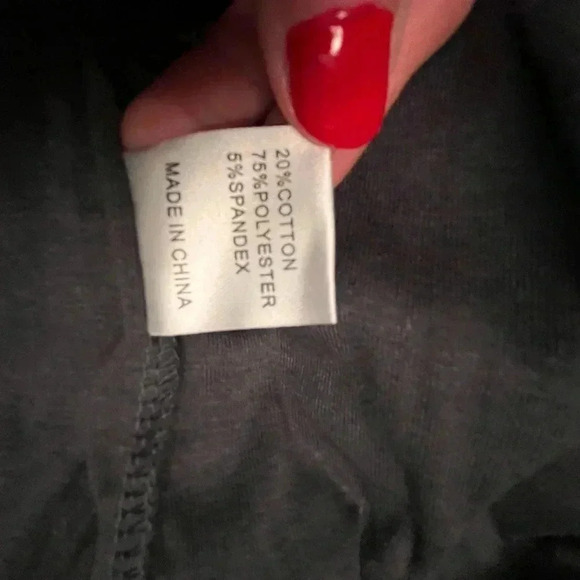 20%COTTON
75%POLYESTER
5%SPANDEX
MADE IN CHINA